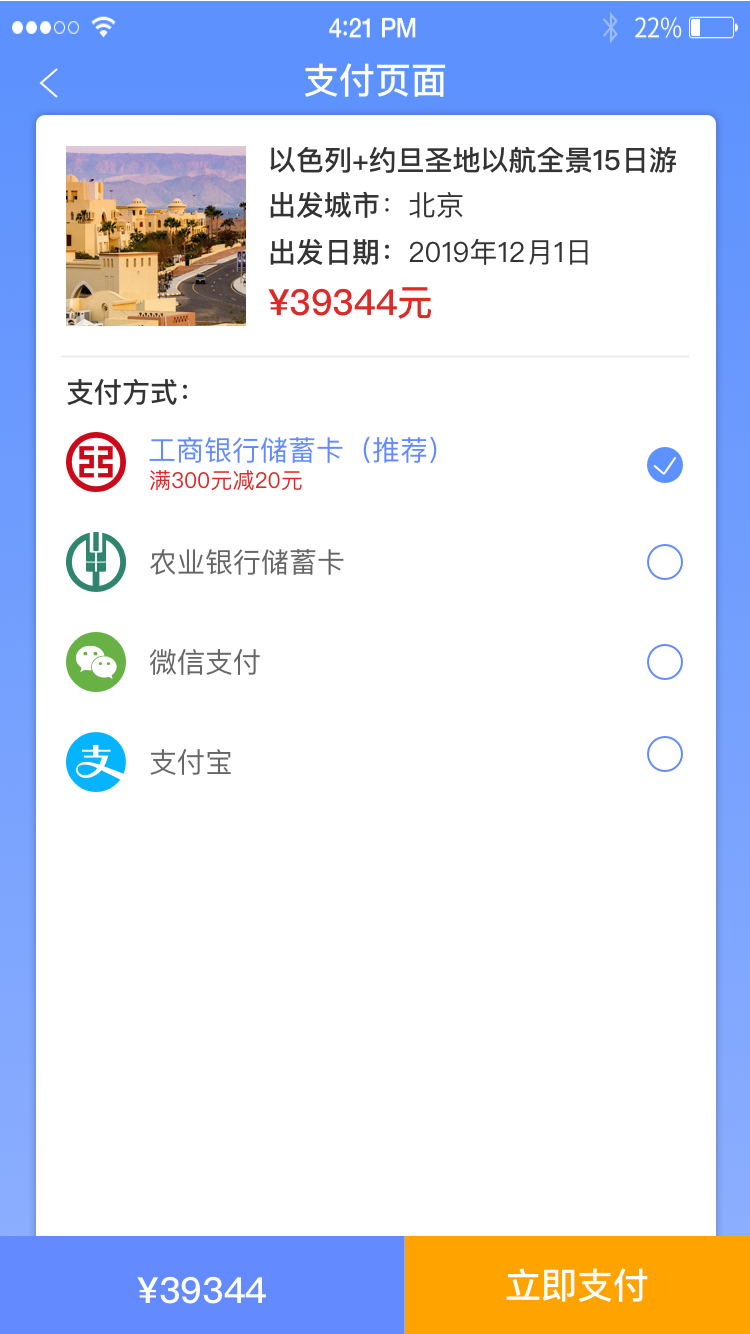 4:21 PM
22%
支付页面
以色列+约旦圣地以航全景15日游
出发城市：北京
出发日期：2019年12月1日
¥39344元
支付方式：
工商银行储蓄卡（推荐）
满300元减20元
农业银行储蓄卡
微信支付
支 支付宝
¥39344
立即支付